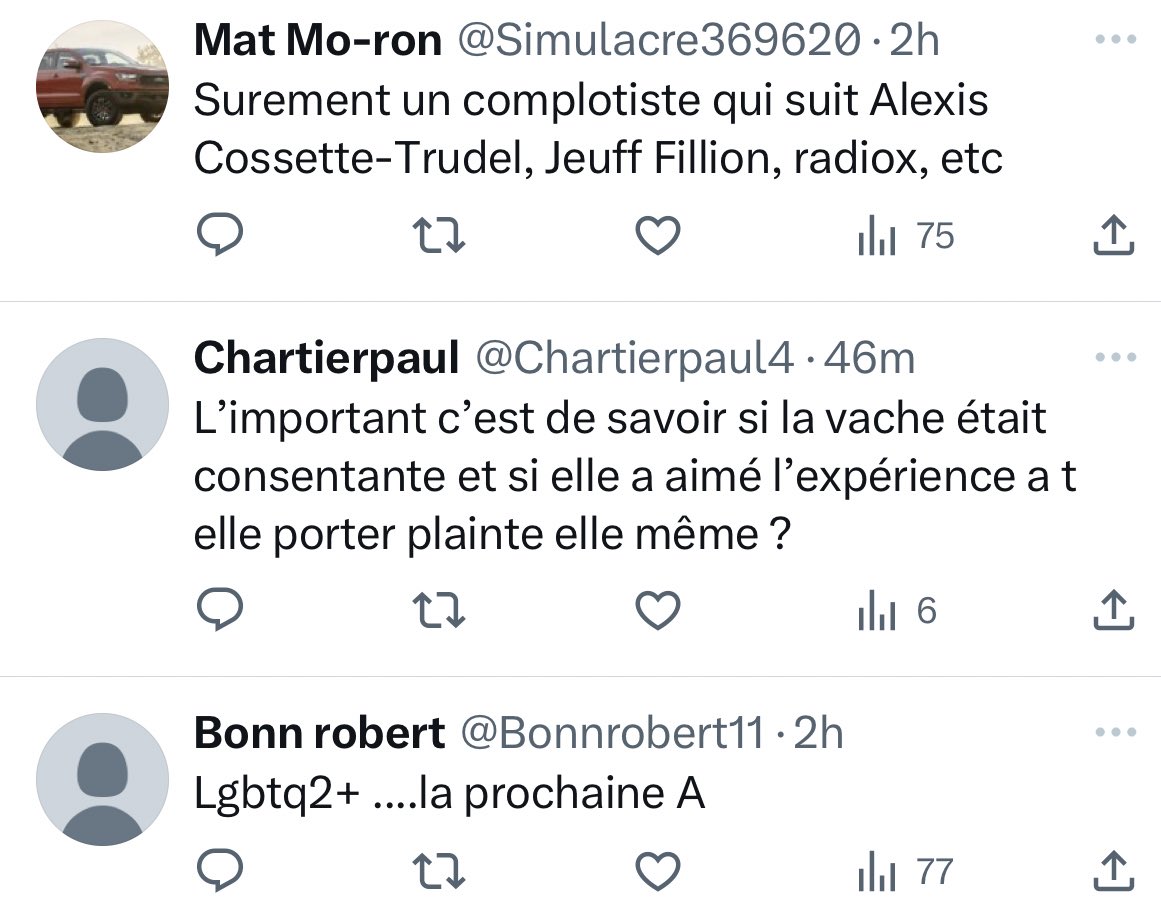 Mat Mo-ron @Simulacre369620 · 2h
Surement un complotiste qui suit Alexis
Cossette-Trudel, Jeuff Fillion, radiox, etc
75
Chartierpaul @Chartierpaul4 · 46m
L’important c’est de savoir si la vache était
consentante et si elle a aimé l’expérience a t
elle porter plainte elle même ?
6
Bonn robert @Bonnrobert11 · 2h
Lgbtq2+ ....la prochaine A
77